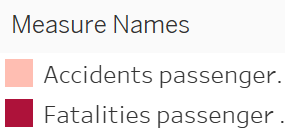 Measure Names
Accidents passenger.
Fatalities passenger .